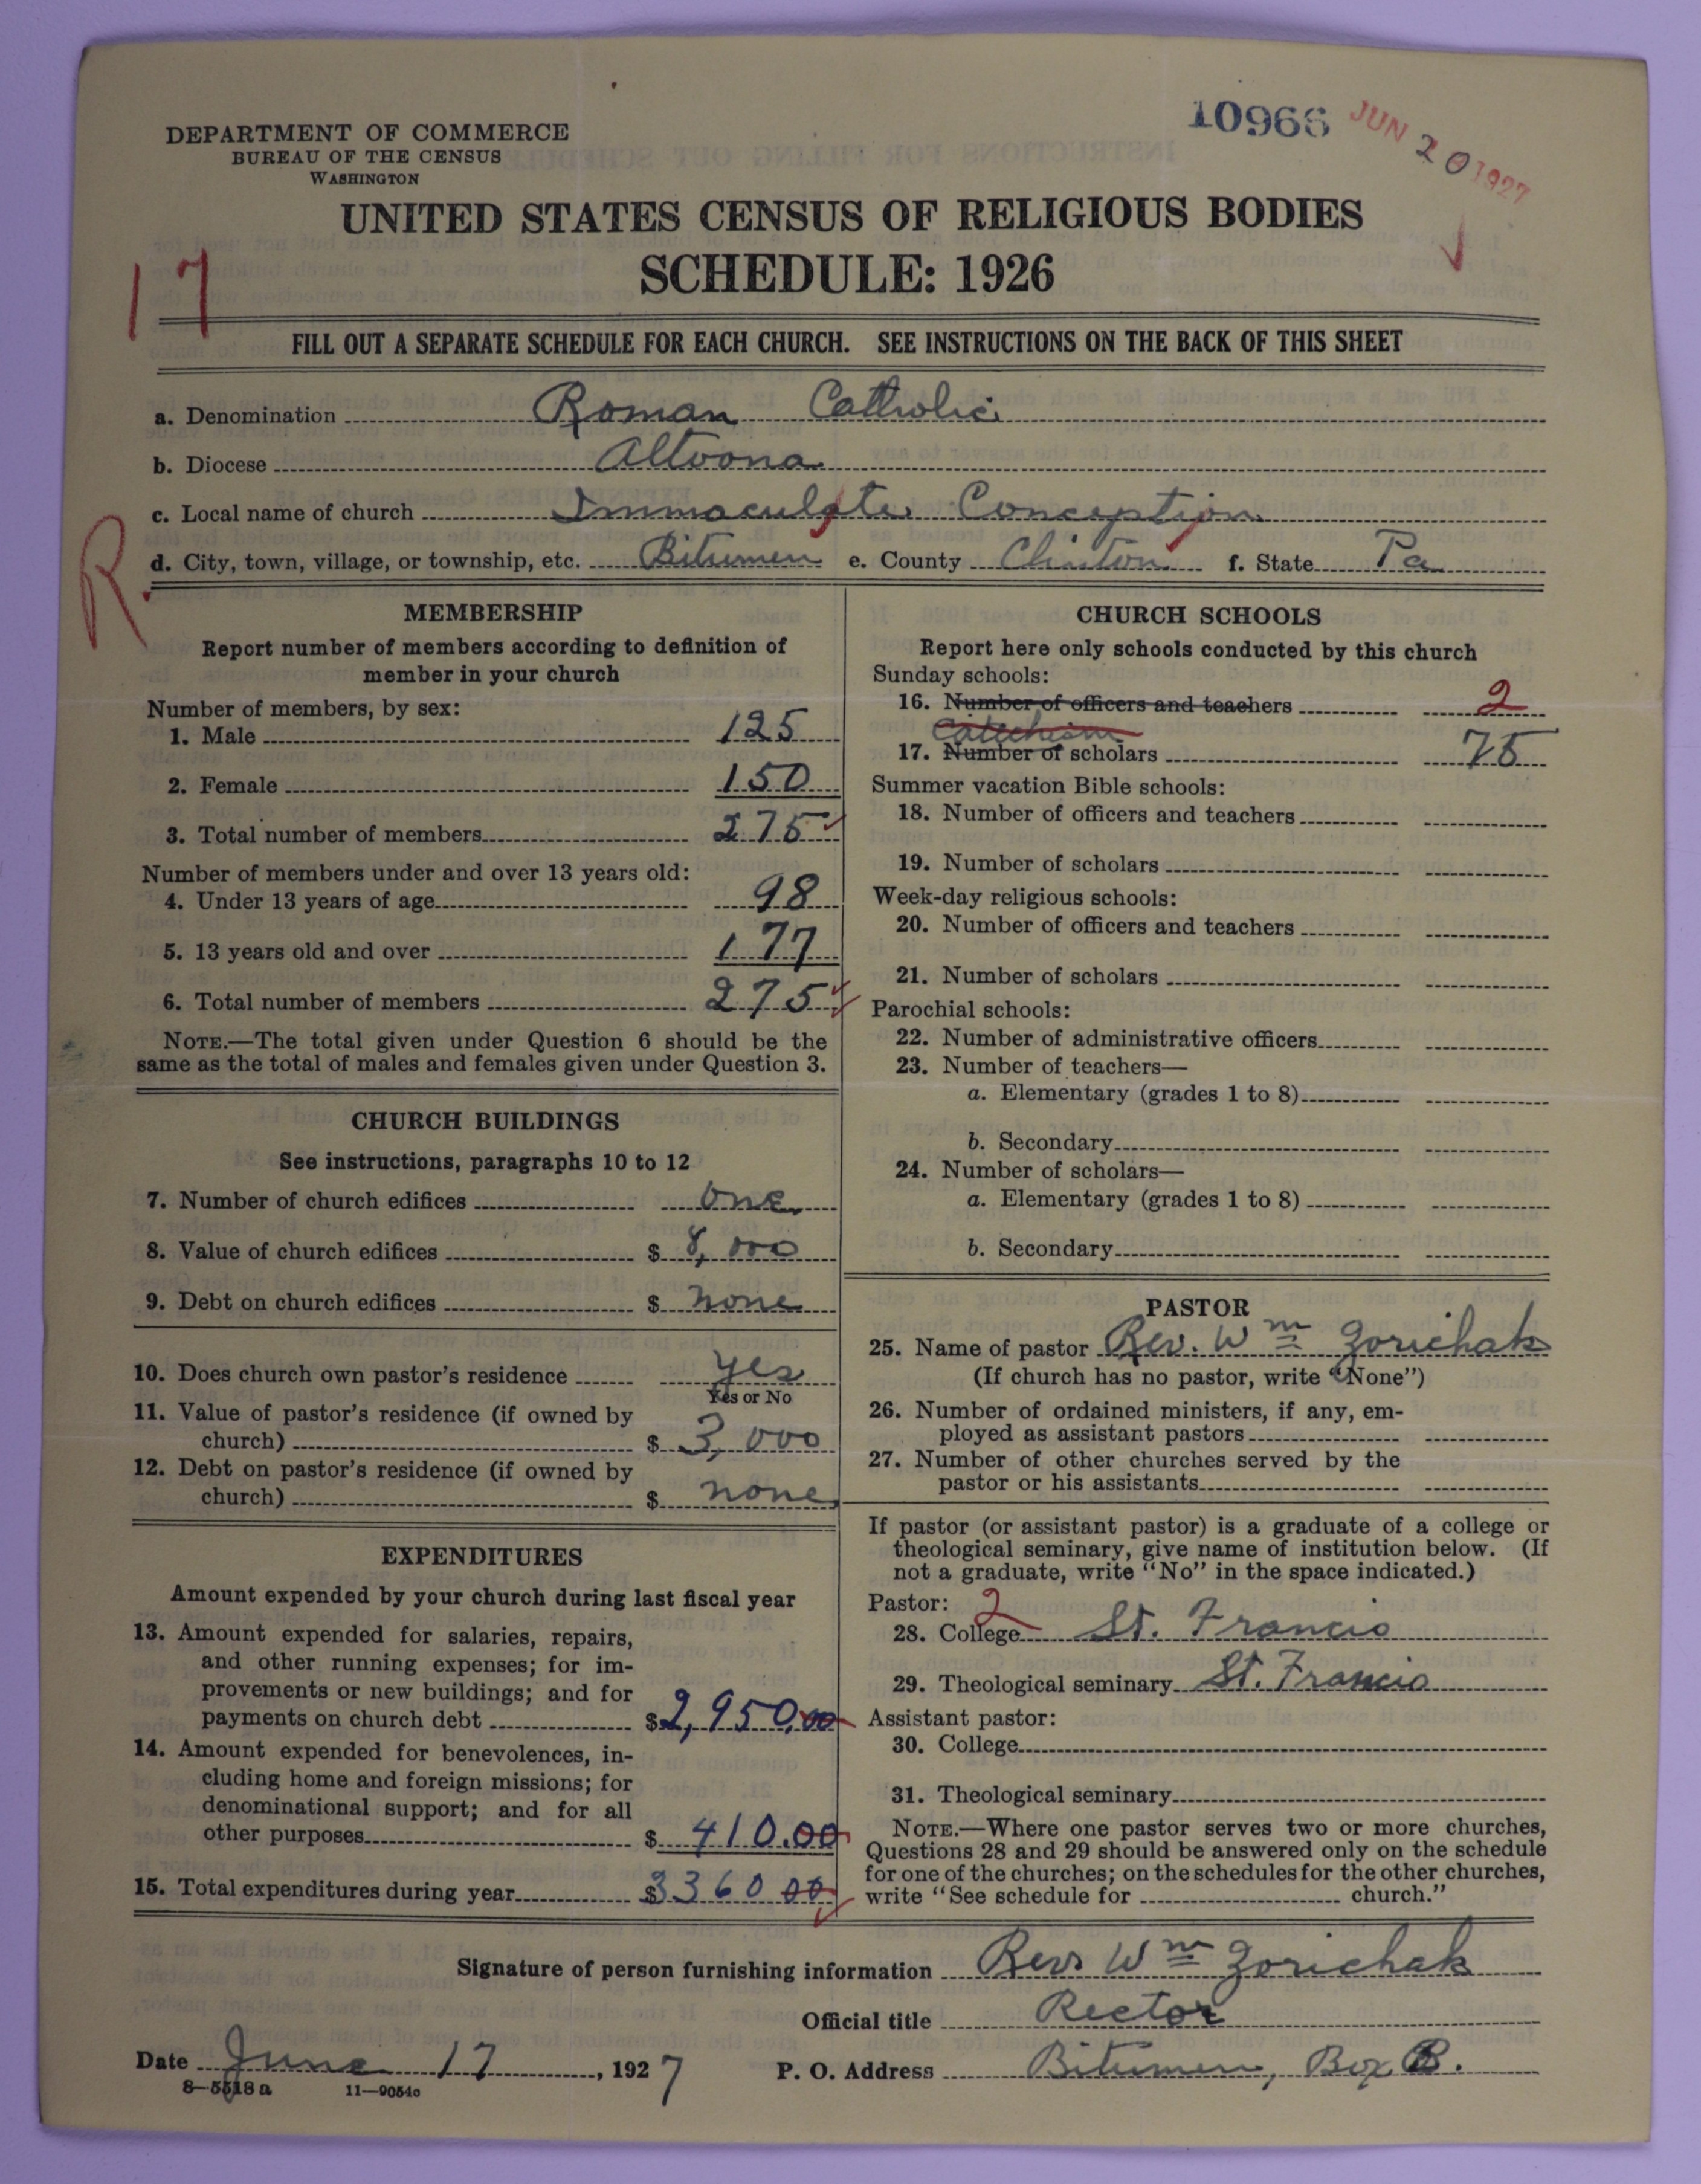 10966 JUN 20 1927
DEPARTMENT OF COMMERCE
BUREAU OF THE CENSUS
WASHINGTON
UNITED STATES CENSUS OF RELIGIOUS BODIES
SCHEDULE: 1926
17
FILL OUT A SEPARATE SCHEDULE FOR EACH CHURCH. SEE INSTRUCTIONS ON THE BACK OF THIS SHEET
a. Denomination Roman Catholic
b. Diocese Altoona
c. Local name of church Immaculate Conception
d. City, town, village, or township, etc. Bitumen e. County Clinton f. State Pa
R
MEMBERSHIP
Report number of members according to definition of
member in your church
Number of members, by sex:
1. Male 125
2. Female 150
3. Total number of members 275
Number of members under and over 13 years old:
4. Under 13 years of age 98
5. 13 years old and over 177
6. Total number of members 275
NOTE.—The total given under Question 6 should be the
same as the total of males and females given under Question 3.
CHURCH BUILDINGS
See instructions, paragraphs 10 to 12
7. Number of church edifices one
8. Value of church edifices $ 8,000
9. Debt on church edifices $ none
10. Does church own pastor's residence yes
Yes or No
11. Value of pastor's residence (if owned by
church) $ 3,000
12. Debt on pastor's residence (if owned by
church) $ none
EXPENDITURES
Amount expended by your church during last fiscal year
13. Amount expended for salaries, repairs,
and other running expenses; for im-
provements or new buildings; and for
payments on church debt $2,950.00
14. Amount expended for benevolences, in-
cluding home and foreign missions; for
denominational support; and for all
other purposes $ 410.00
15. Total expenditures during year $3360 00
CHURCH SCHOOLS
Report here only schools conducted by this church
Sunday schools:
16. Number of officers and teachers 2
Catechism
17. Number of scholars 75
Summer vacation Bible schools:
18. Number of officers and teachers
19. Number of scholars
Week-day religious schools:
20. Number of officers and teachers
21. Number of scholars
Parochial schools:
22. Number of administrative officers
23. Number of teachers—
a. Elementary (grades 1 to 8)
b. Secondary
24. Number of scholars—
a. Elementary (grades 1 to 8)
b. Secondary
PASTOR
25. Name of pastor Rev. Wm Zorichak
(If church has no pastor, write "None")
26. Number of ordained ministers, if any, em-
ployed as assistant pastors
27. Number of other churches served by the
pastor or his assistants
If pastor (or assistant pastor) is a graduate of a college or
theological seminary, give name of institution below. (If
not a graduate, write "No" in the space indicated.)
Pastor: 2
28. College St. Francis
29. Theological seminary St. Francis
Assistant pastor:
30. College
31. Theological seminary
NOTE.—Where one pastor serves two or more churches,
Questions 28 and 29 should be answered only on the schedule
for one of the churches; on the schedules for the other churches,
write "See schedule for church."
Signature of person furnishing information Rev Wm Zorichak
Official title Rector
Date June 17, 1927 P. O. Address Bitumen, Box B.
8—5518 a 11—9054c